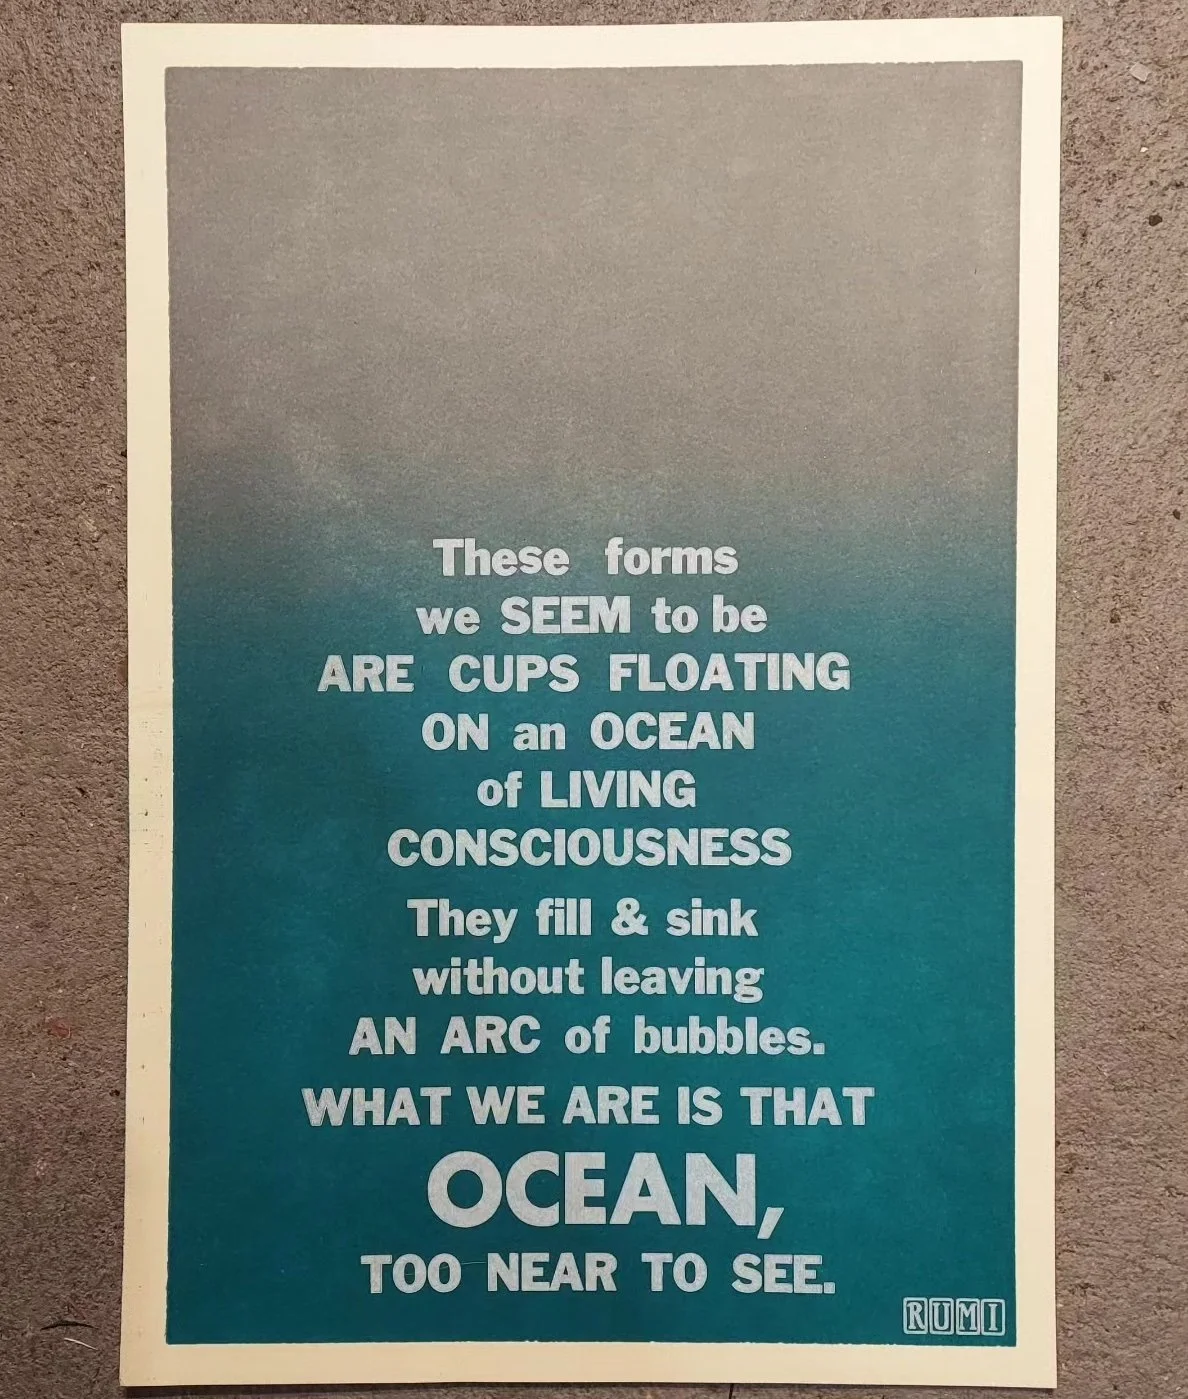 These forms
we SEEM to be
ARE CUPS FLOATING
ON an OCEAN
of LIVING
CONSCIOUSNESS
They fill & sink
without leaving
AN ARC of bubbles.
WHAT WE ARE IS THAT
OCEAN,
TOO NEAR TO SEE.
RUMI